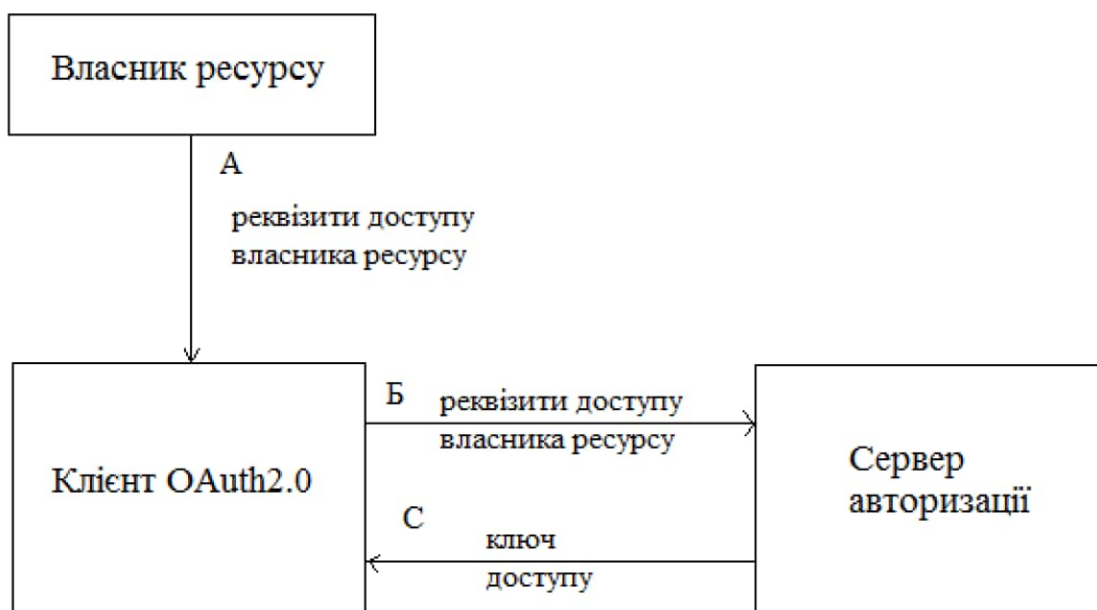 Власник ресурсу
А
реквізити доступу
власника ресурсу
Клієнт OAuth2.0
Б
реквізити доступу
власника ресурсу
С
ключ
доступу
Сервер
авторизації